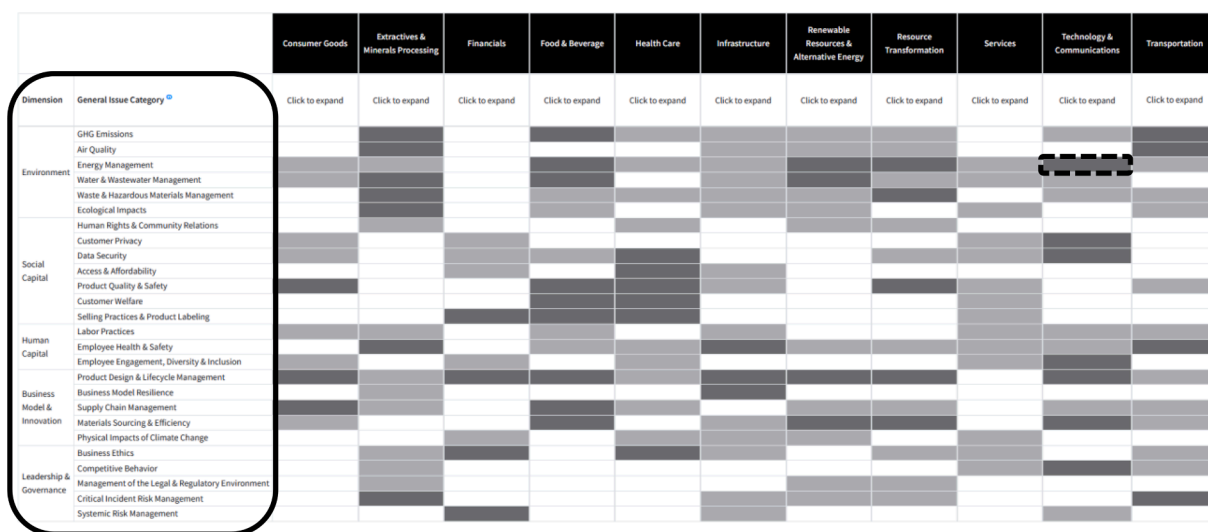 Consumer Goods
Extractives &
Minerals Processing
Financials
Food & Beverage
Health Care
Infrastructure
Renewable
Resources &
Alternative Energy
Resource
Transformation
Services
Technology &
Communications
Transportation
Dimension General Issue Category
Click to expand Click to expand Click to expand Click to expand Click to expand Click to expand Click to expand Click to expand Click to expand Click to expand Click to expand
Environment
GHG Emissions
Air Quality
Energy Management
Water & Wastewater Management
Waste & Hazardous Materials Management
Ecological Impacts
Social
Capital
Human Rights & Community Relations
Customer Privacy
Data Security
Access & Affordability
Product Quality & Safety
Customer Welfare
Selling Practices & Product Labeling
Human
Capital
Labor Practices
Employee Health & Safety
Employee Engagement, Diversity & Inclusion
Business
Model &
Innovation
Product Design & Lifecycle Management
Business Model Resilience
Supply Chain Management
Materials Sourcing & Efficiency
Physical Impacts of Climate Change
Leadership &
Governance
Business Ethics
Competitive Behavior
Management of the Legal & Regulatory Environment
Critical Incident Risk Management
Systemic Risk Management